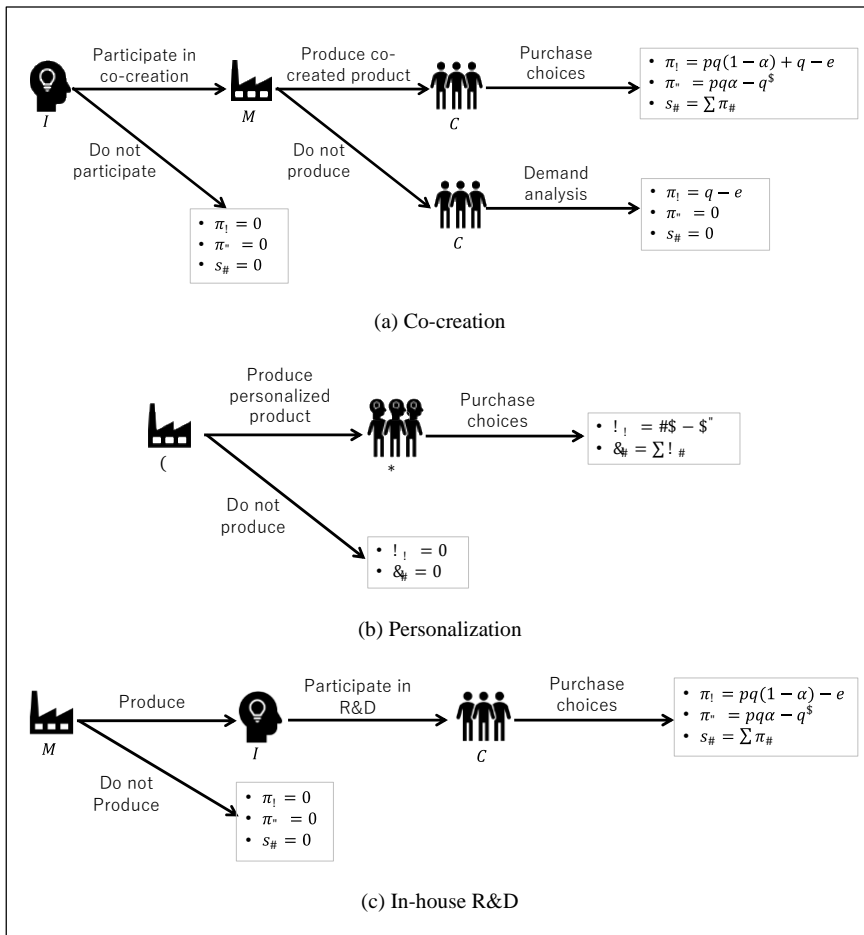 Participate in
co-creation
Produce co-
created product
Purchase
choices
• π! = pq(1 − α) + q − e
• π" = pqα − q$
• s# = ∑ π#
I
M
C
Do not
participate
Do not
produce
Demand
analysis
• π! = q − e
• π" = 0
• s# = 0
C
• π! = 0
• π" = 0
• s# = 0
(a) Co-creation
Produce
personalized
product
Purchase
choices
• ! ! = #$ − $"
• &# = ∑ ! #
(
*
Do not
produce
• ! ! = 0
• &# = 0
(b) Personalization
Produce
Participate in
R&D
Purchase
choices
• π! = pq(1 − α) − e
• π" = pqα − q$
• s# = ∑ π#
M
I
C
Do not
Produce
• π! = 0
• π" = 0
• s# = 0
(c) In-house R&D